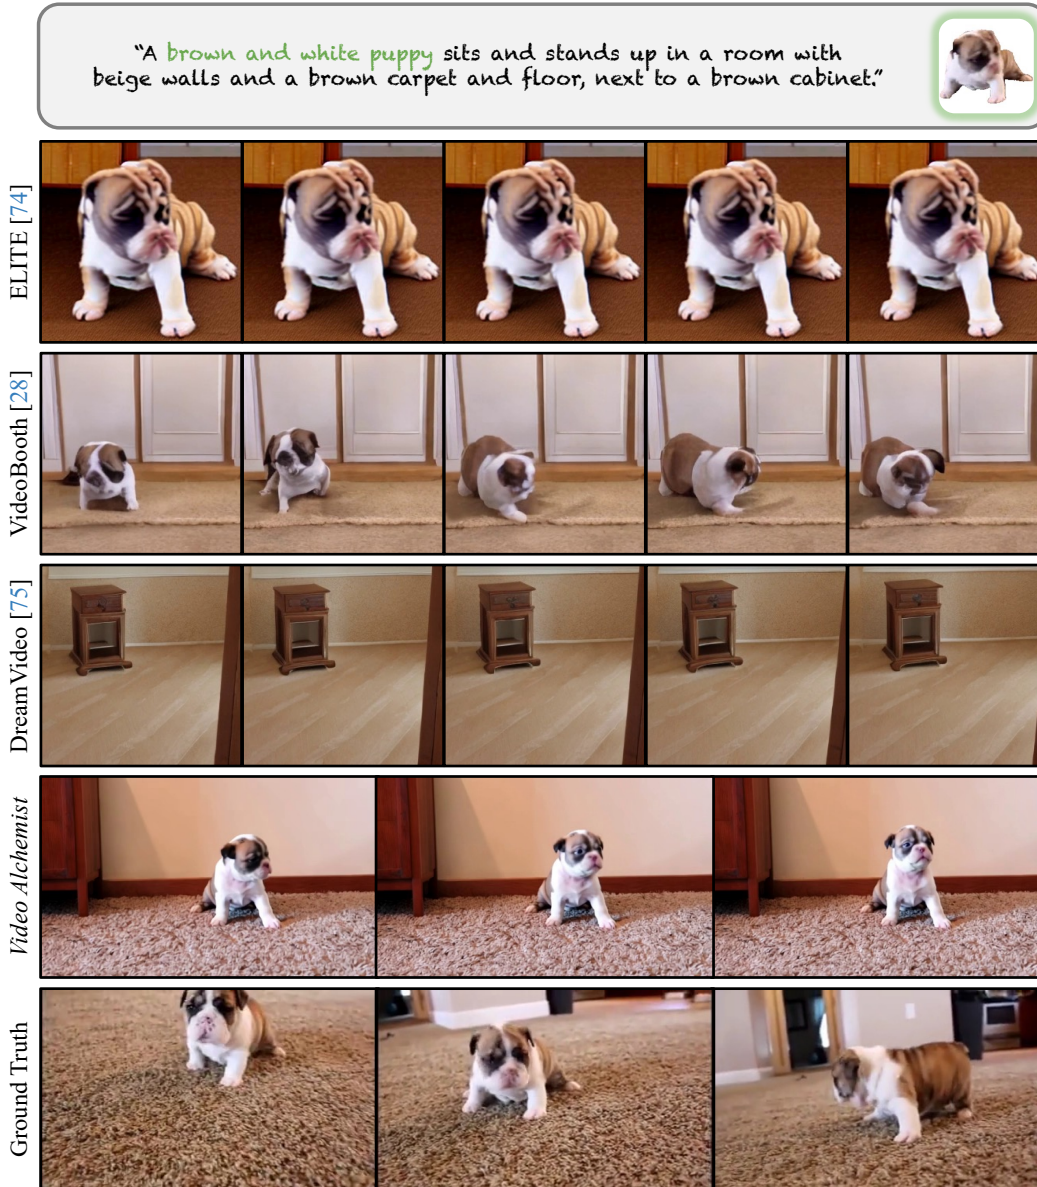 “A brown and white puppy sits and stands up in a room with
beige walls and a brown carpet and floor, next to a brown cabinet.”
ELITE [74]
VideoBooth [28]
DreamVideo [75]
Video Alchemist
Ground Truth